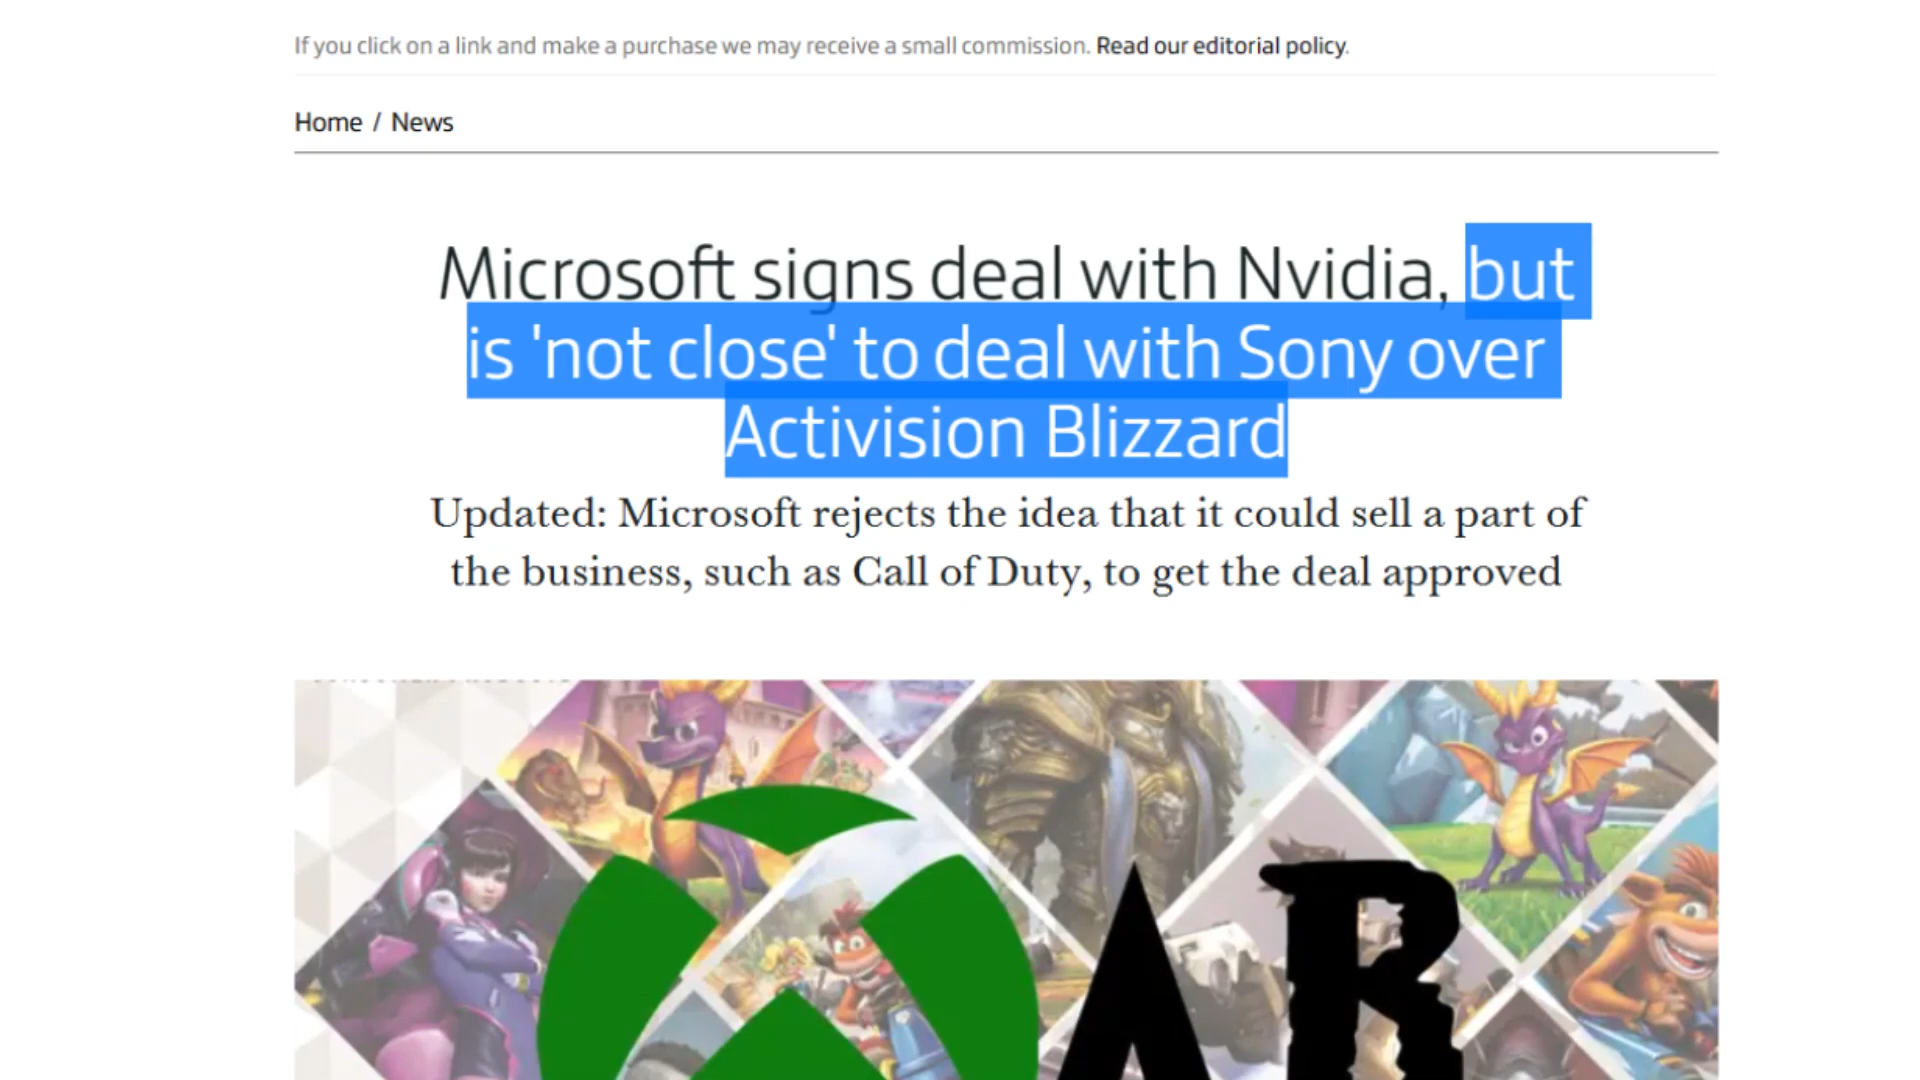 If you click on a link and make a purchase we may receive a small commission. Read our editorial policy.
Home / News
Microsoft signs deal with Nvidia, but
is 'not close' to deal with Sony over
Activision Blizzard
Updated: Microsoft rejects the idea that it could sell a part of
the business, such as Call of Duty, to get the deal approved